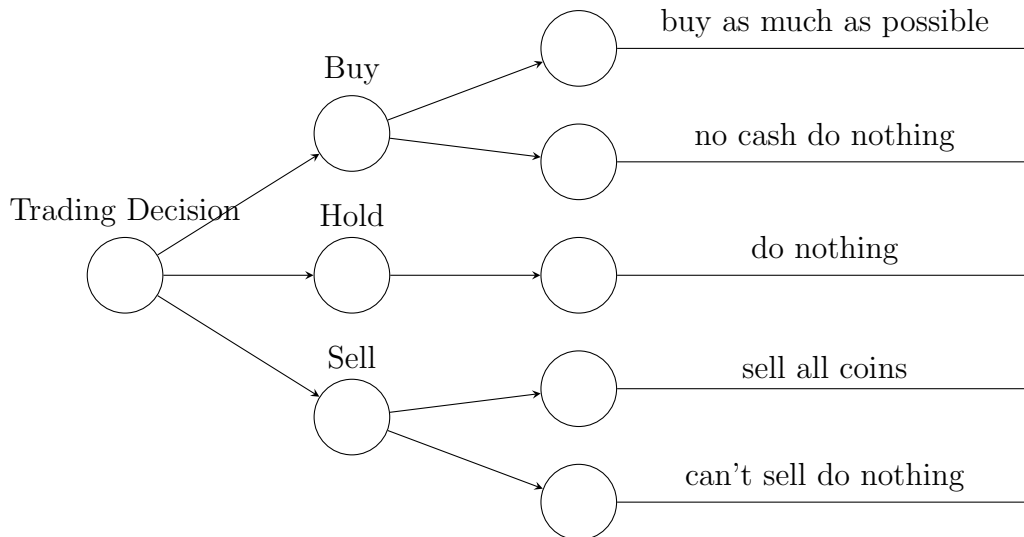 buy as much as possible
Buy
no cash do nothing
Trading Decision
Hold
do nothing
Sell
sell all coins
can't sell do nothing